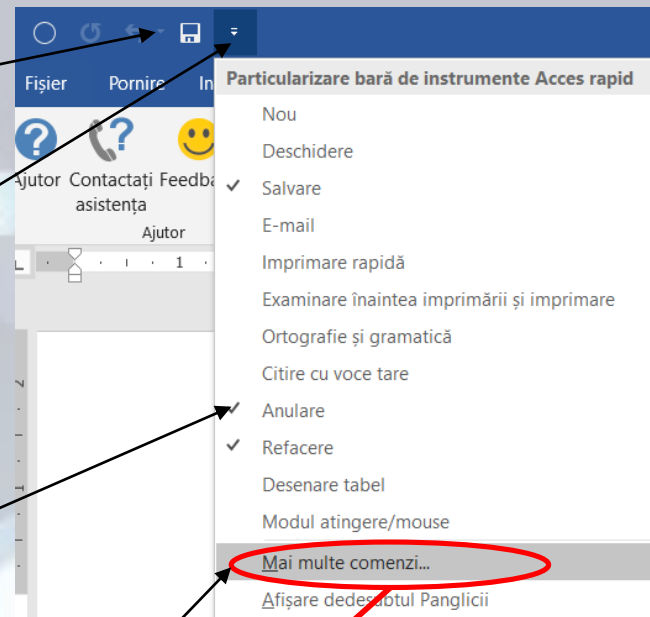 Fișier Pornire In
Particularizare bară de instrumente Acces rapid
Nou
Deschidere
Salvare
E-mail
Imprimare rapidă
Examinare înaintea imprimării și imprimare
Ortografie și gramatică
Citire cu voce tare
Anulare
Refacere
Desenare tabel
Modul atingere/mouse
Mai multe comenzi...
Afișare dedesubtul Panglicii
Ajutor Contactați Feedba
asistența
Ajutor
1